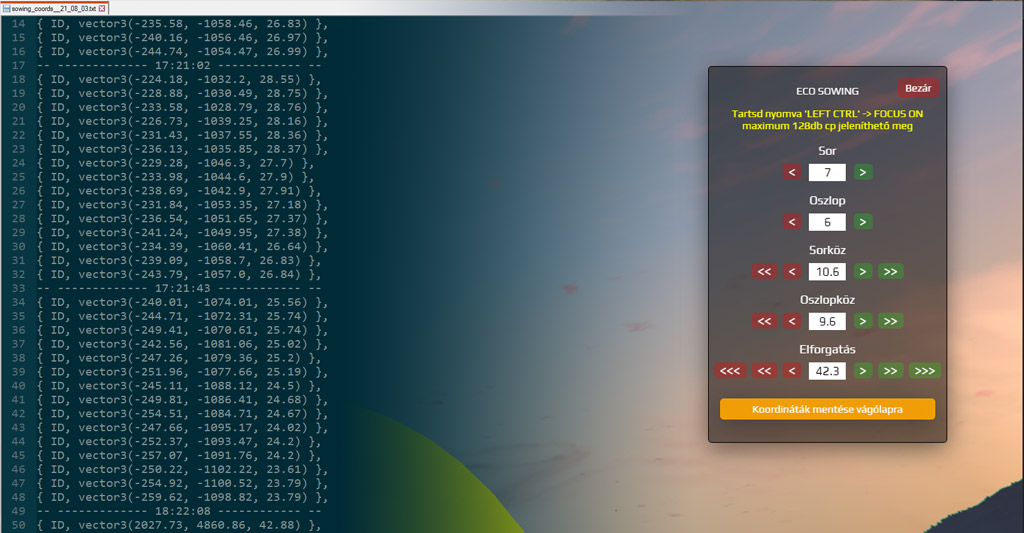 sowing_coords__21_08_03.txt
14 { ID, vector3(-235.58, -1058.46, 26.83) },
15 { ID, vector3(-240.16, -1056.46, 26.97) },
16 { ID, vector3(-244.74, -1054.47, 26.99) },
17 -- ------------- 17:21:02 ------------ --
18 { ID, vector3(-224.18, -1032.2, 28.55) },
19 { ID, vector3(-228.88, -1030.49, 28.75) },
20 { ID, vector3(-233.58, -1028.79, 28.76) },
21 { ID, vector3(-226.73, -1039.25, 28.16) },
22 { ID, vector3(-231.43, -1037.55, 28.36) },
23 { ID, vector3(-236.13, -1035.85, 28.37) },
24 { ID, vector3(-229.28, -1046.3, 27.7) },
25 { ID, vector3(-233.98, -1044.6, 27.9) },
26 { ID, vector3(-238.69, -1042.9, 27.91) },
27 { ID, vector3(-231.84, -1053.35, 27.18) },
28 { ID, vector3(-236.54, -1051.65, 27.37) },
29 { ID, vector3(-241.24, -1049.95, 27.38) },
30 { ID, vector3(-234.39, -1060.41, 26.64) },
31 { ID, vector3(-239.09, -1058.7, 26.83) },
32 { ID, vector3(-243.79, -1057.0, 26.84) },
33 -- ------------- 17:21:43 ------------ --
34 { ID, vector3(-240.01, -1074.01, 25.56) },
35 { ID, vector3(-244.71, -1072.31, 25.74) },
36 { ID, vector3(-249.41, -1070.61, 25.74) },
37 { ID, vector3(-242.56, -1081.06, 25.02) },
38 { ID, vector3(-247.26, -1079.36, 25.2) },
39 { ID, vector3(-251.96, -1077.66, 25.19) },
40 { ID, vector3(-245.11, -1088.12, 24.5) },
41 { ID, vector3(-249.81, -1086.41, 24.68) },
42 { ID, vector3(-254.51, -1084.71, 24.67) },
43 { ID, vector3(-247.66, -1095.17, 24.02) },
44 { ID, vector3(-252.37, -1093.47, 24.2) },
45 { ID, vector3(-257.07, -1091.76, 24.2) },
46 { ID, vector3(-250.22, -1102.22, 23.61) },
47 { ID, vector3(-254.92, -1100.52, 23.79) },
48 { ID, vector3(-259.62, -1098.82, 23.79) },
49 -- ------------- 18:22:08 ------------ --
50 { ID, vector3(2027.73, 4860.86, 42.88) },
ECO SOWING
Bezár
Tartsd nyomva 'LEFT CTRL' -> FOCUS ON
maximum 128db cp jeleníthető meg
Sor
< 7 >
Oszlop
< 6 >
Sorköz
<< < 10.6 > >>
Oszlopköz
<< < 9.6 > >>
Elforgatás
<<< << < 42.3 > >> >>>
Koordináták mentése vágólapra